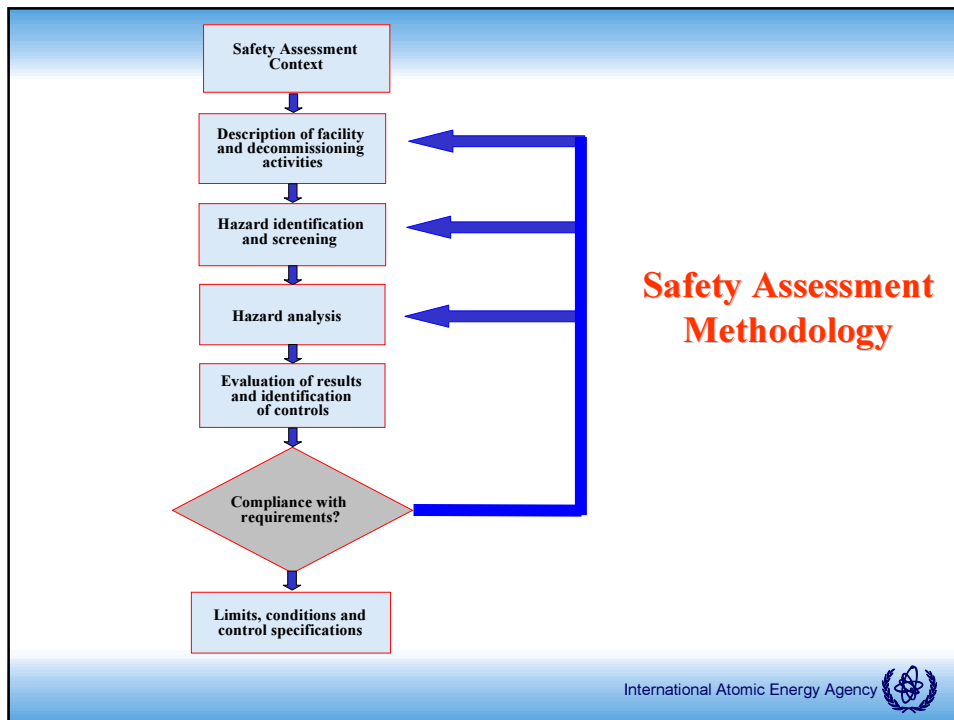 Safety Assessment
Context
Description of facility
and decommissioning
activities
Hazard identification
and screening
Hazard analysis
Evaluation of results
and identification
of controls
Compliance with
requirements?
Limits, conditions and
control specifications
Safety Assessment
Methodology
International Atomic Energy Agency